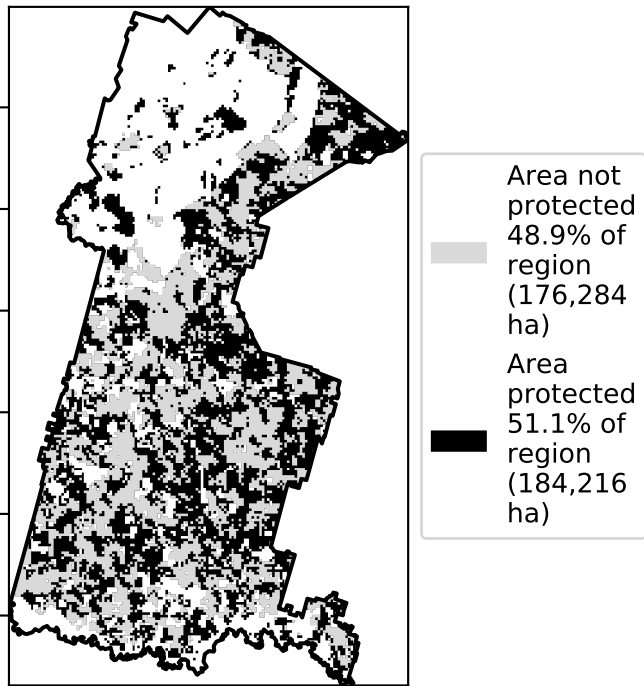 Area not
protected
48.9% of
region
(176,284
ha)
Area
protected
51.1% of
region
(184,216
ha)